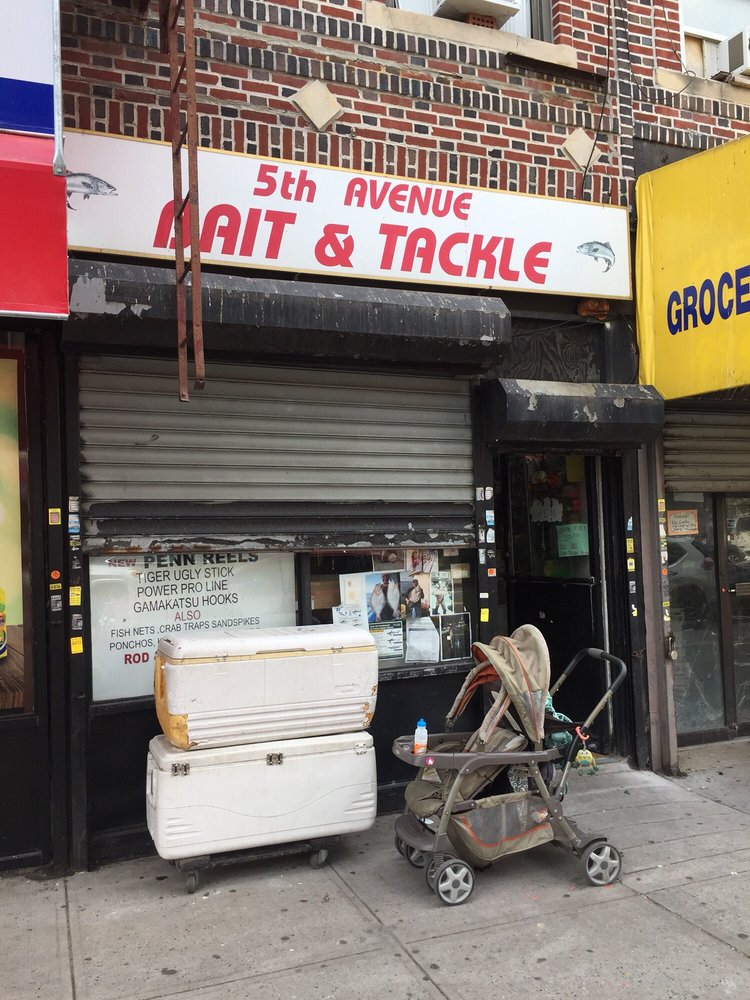 5th AVENUE
BAIT & TACKLE
GROCE
NEW PENN REELS
TIGER UGLY STICK
POWER PRO LINE
GAMAKATSU HOOKS
ALSO
FISH NETS, CRAB TRAPS SANDSPIKES
PONCHOS,
ROD